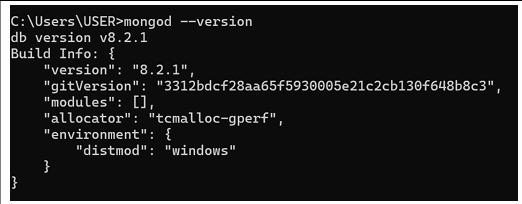 C:\Users\USER>mongod --version
db version v8.2.1
Build Info: {
    "version": "8.2.1",
    "gitVersion": "3312bdcf28aa65f5930005e21c2cb130f648b8c3",
    "modules": [],
    "allocator": "tcmalloc-gperf",
    "environment": {
        "distmod": "windows"
    }
}